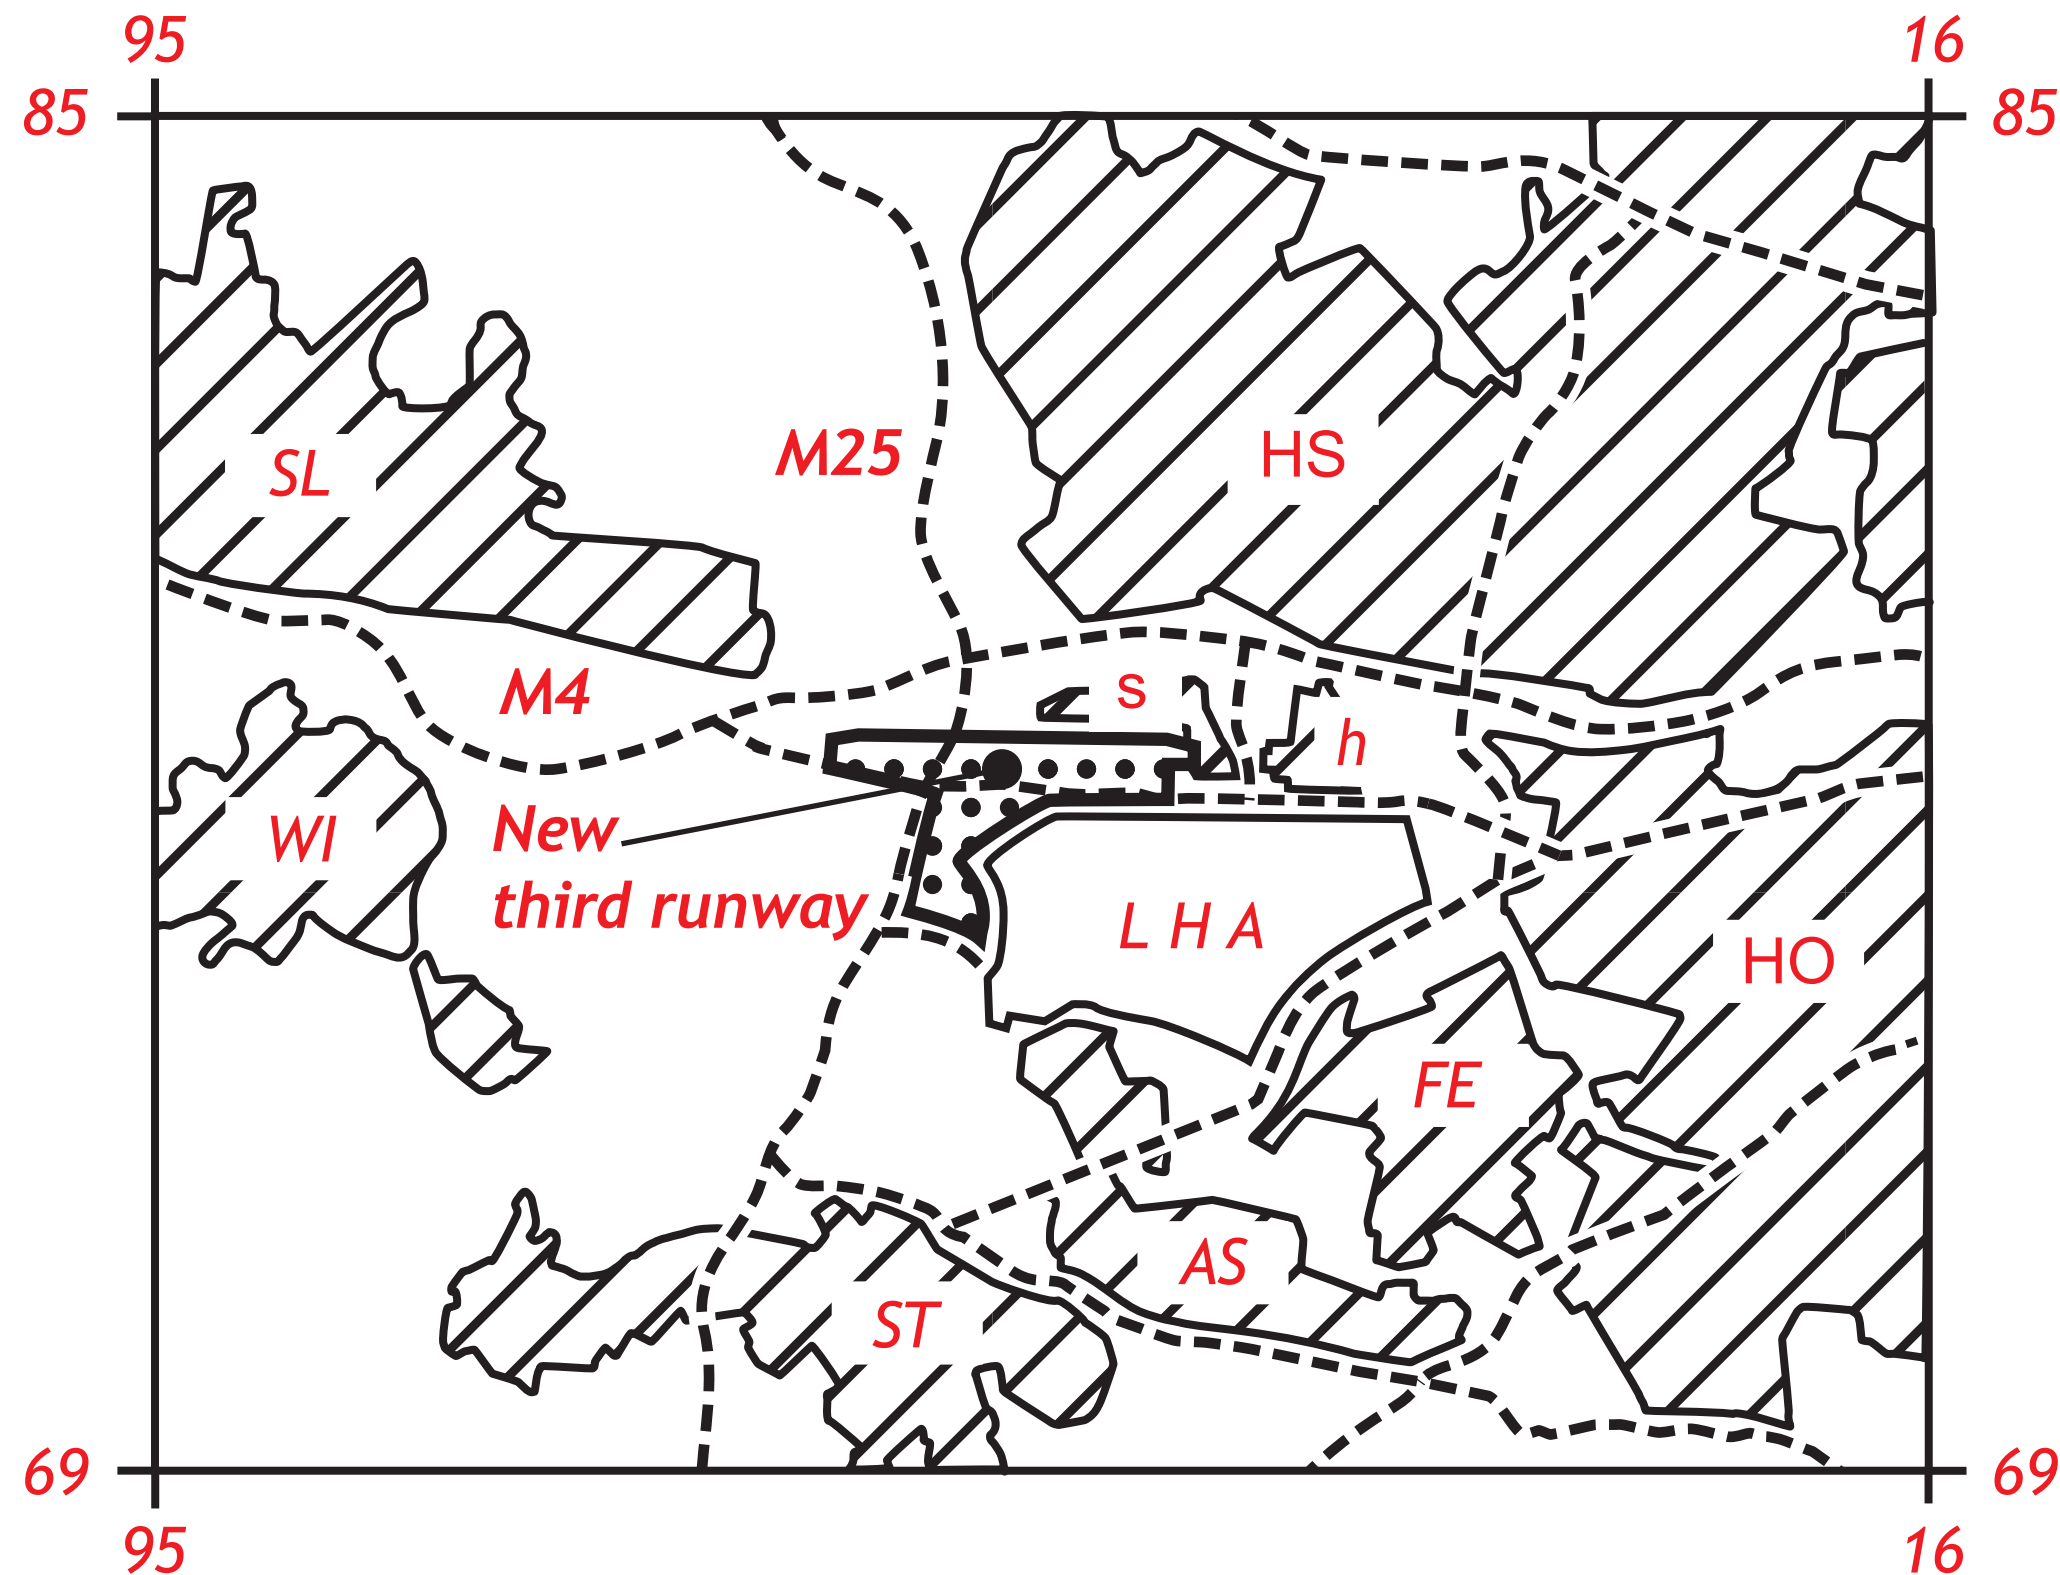 95 16
85 85
M25
SL HS
M4 s
h
WI New
third runway
L H A
HO
FE
AS
ST
69 69
95 16